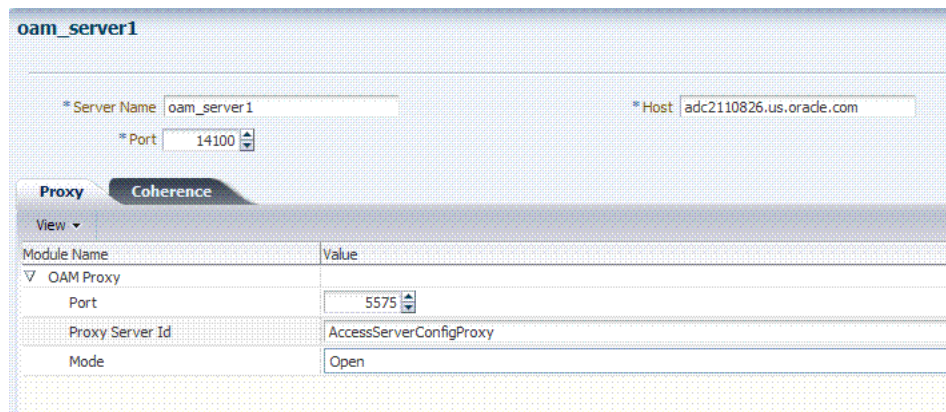 oam_server1
* Server Name oam_server1
* Host adc2110826.us.oracle.com
* Port 14100
Proxy Coherence
View
Module Name Value
OAM Proxy
Port 5575
Proxy Server Id AccessServerConfigProxy
Mode Open